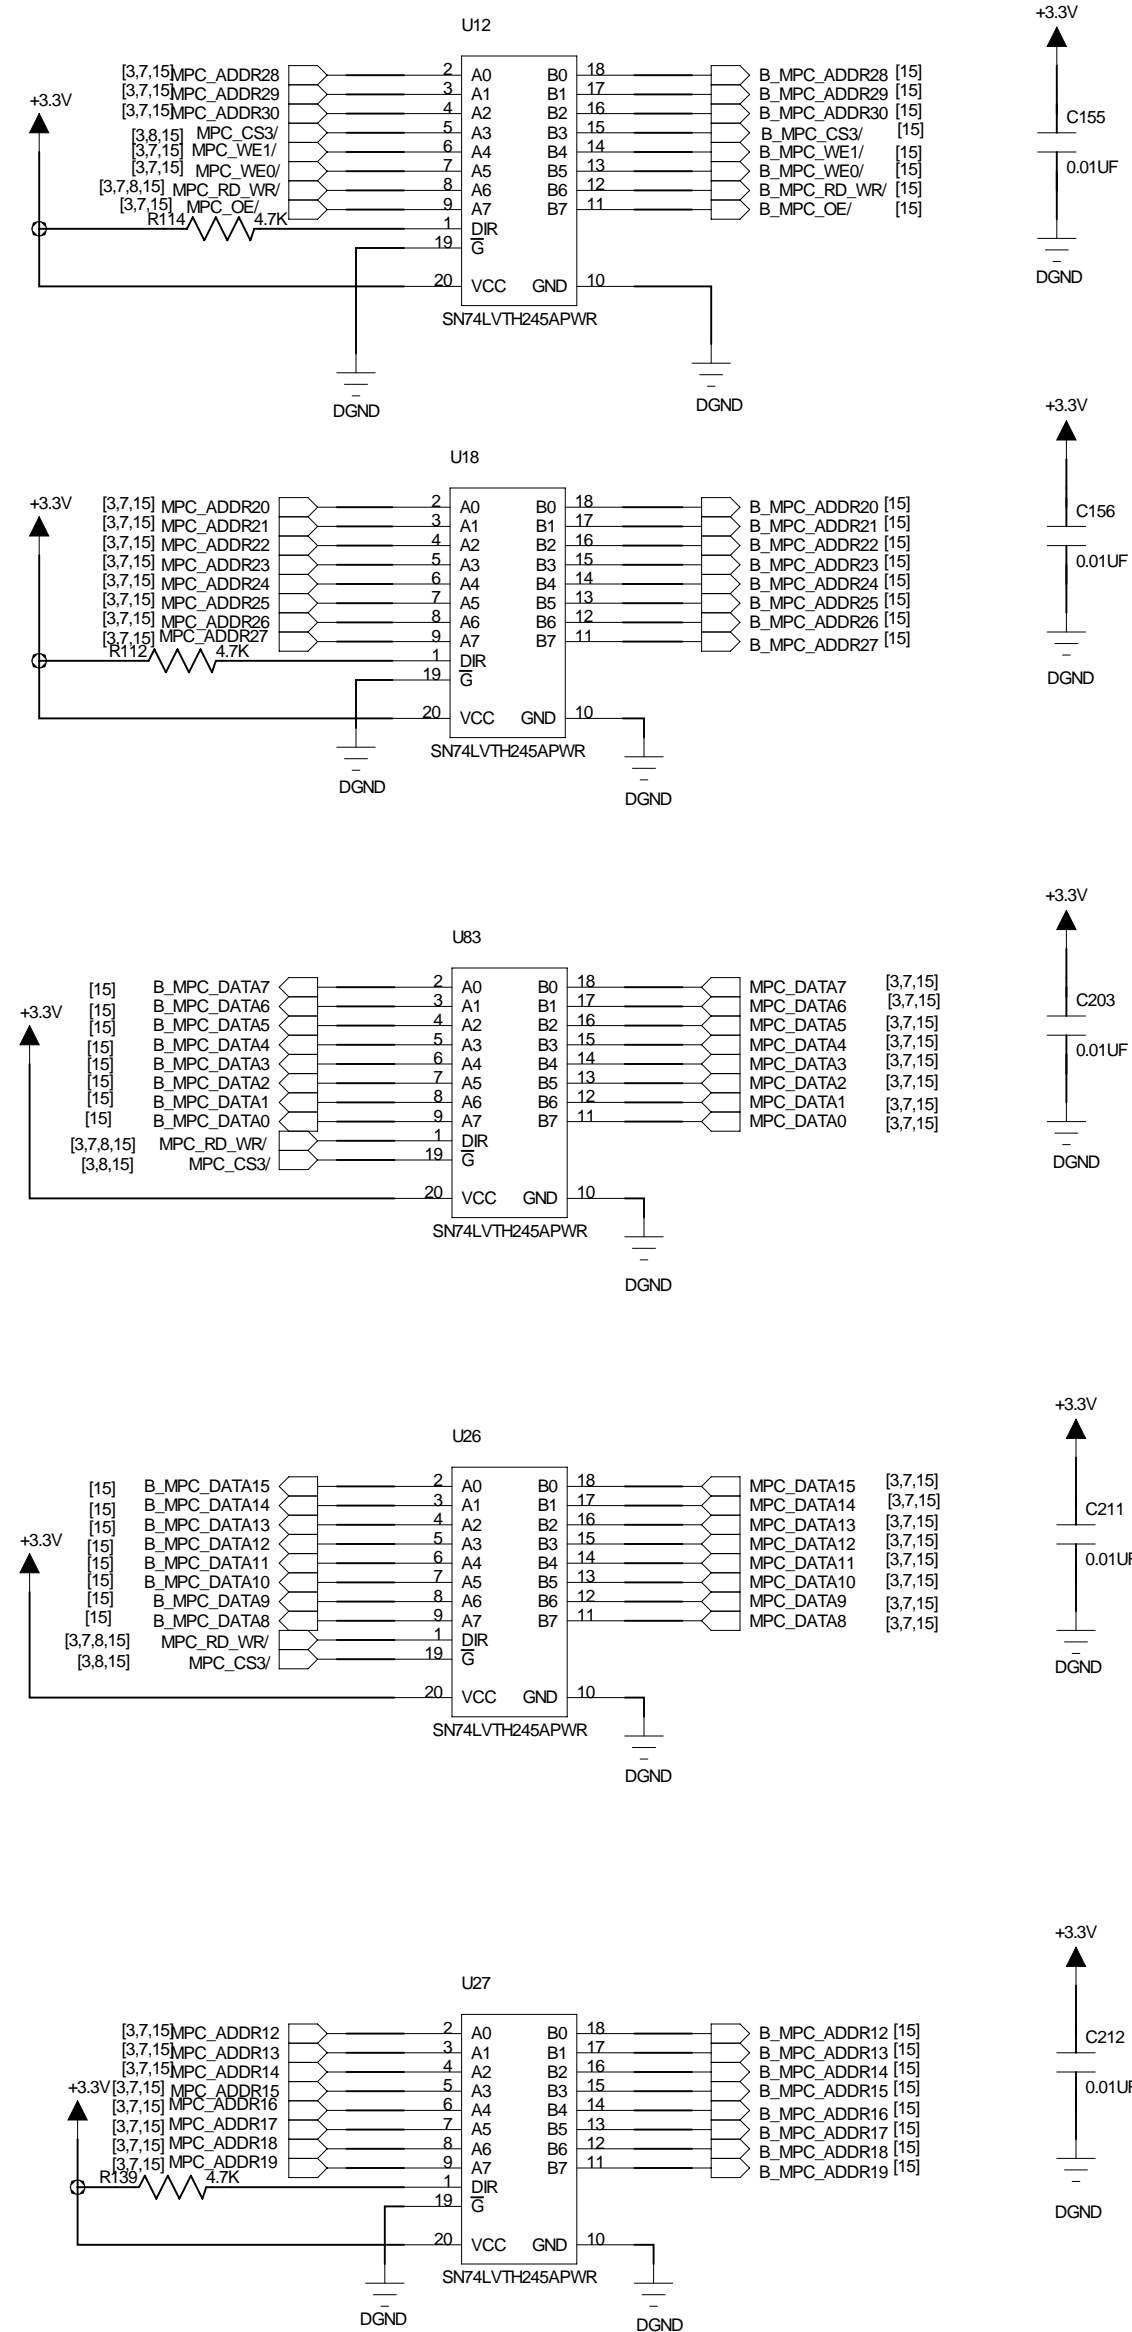 U12
+3.3V
[3,7,15] MPC_ADDR28 2 A0 B0 18 B_MPC_ADDR28 [15]
[3,7,15] MPC_ADDR29 3 A1 B1 17 B_MPC_ADDR29 [15]
+3.3V
[3,7,15] MPC_ADDR30 4 A2 B2 16 B_MPC_ADDR30 [15]
C155
[3,8,15] MPC_CS3/ 5 A3 B3 15 B_MPC_CS3/ [15]
[3,7,15] MPC_WE1/ 6 A4 B4 14 B_MPC_WE1/ [15]
[3,7,15] MPC_WE0/ 7 A5 B5 13 B_MPC_WE0/ [15]
0.01UF
[3,7,8,15] MPC_RD_WR/ 8 A6 B6 12 B_MPC_RD_WR/ [15]
[3,7,15] MPC_OE/ 9 A7 B7 11 B_MPC_OE/ [15]
R114 4.7K 1 DIR
19 G
20 VCC GND 10
DGND
SN74LVTH245APWR
DGND
DGND
+3.3V
U18
+3.3V
[3,7,15] MPC_ADDR20 2 A0 B0 18 B_MPC_ADDR20 [15]
C156
[3,7,15] MPC_ADDR21 3 A1 B1 17 B_MPC_ADDR21 [15]
[3,7,15] MPC_ADDR22 4 A2 B2 16 B_MPC_ADDR22 [15]
[3,7,15] MPC_ADDR23 5 A3 B3 15 B_MPC_ADDR23 [15]
0.01UF
[3,7,15] MPC_ADDR24 6 A4 B4 14 B_MPC_ADDR24 [15]
[3,7,15] MPC_ADDR25 7 A5 B5 13 B_MPC_ADDR25 [15]
[3,7,15] MPC_ADDR26 8 A6 B6 12 B_MPC_ADDR26 [15]
[3,7,15] MPC_ADDR27 9 A7 B7 11 B_MPC_ADDR27 [15]
R112 4.7K 1 DIR
19 G
DGND
20 VCC GND 10
SN74LVTH245APWR
DGND
DGND
+3.3V
U83
[15] B_MPC_DATA7 2 A0 B0 18 MPC_DATA7 [3,7,15]
[15] B_MPC_DATA6 3 A1 B1 17 MPC_DATA6 [3,7,15]
C203
+3.3V
[15] B_MPC_DATA5 4 A2 B2 16 MPC_DATA5 [3,7,15]
[15] B_MPC_DATA4 5 A3 B3 15 MPC_DATA4 [3,7,15]
0.01UF
[15] B_MPC_DATA3 6 A4 B4 14 MPC_DATA3 [3,7,15]
[15] B_MPC_DATA2 7 A5 B5 13 MPC_DATA2 [3,7,15]
[15] B_MPC_DATA1 8 A6 B6 12 MPC_DATA1 [3,7,15]
[15] B_MPC_DATA0 9 A7 B7 11 MPC_DATA0 [3,7,15]
[3,7,8,15] MPC_RD_WR/ 1 DIR
[3,8,15] MPC_CS3/ 19 G
DGND
20 VCC GND 10
SN74LVTH245APWR
DGND
+3.3V
U26
[15] B_MPC_DATA15 2 A0 B0 18 MPC_DATA15 [3,7,15]
[15] B_MPC_DATA14 3 A1 B1 17 MPC_DATA14 [3,7,15]
C211
[15] B_MPC_DATA13 4 A2 B2 16 MPC_DATA13 [3,7,15]
+3.3V
[15] B_MPC_DATA12 5 A3 B3 15 MPC_DATA12 [3,7,15]
[15] B_MPC_DATA11 6 A4 B4 14 MPC_DATA11 [3,7,15]
0.01UF
[15] B_MPC_DATA10 7 A5 B5 13 MPC_DATA10 [3,7,15]
[15] B_MPC_DATA9 8 A6 B6 12 MPC_DATA9 [3,7,15]
[15] B_MPC_DATA8 9 A7 B7 11 MPC_DATA8 [3,7,15]
[3,7,8,15] MPC_RD_WR/ 1 DIR
[3,8,15] MPC_CS3/ 19 G
DGND
20 VCC GND 10
SN74LVTH245APWR
DGND
+3.3V
U27
[3,7,15] MPC_ADDR12 2 A0 B0 18 B_MPC_ADDR12 [15]
C212
[3,7,15] MPC_ADDR13 3 A1 B1 17 B_MPC_ADDR13 [15]
[3,7,15] MPC_ADDR14 4 A2 B2 16 B_MPC_ADDR14 [15]
+3.3V [3,7,15] MPC_ADDR15 5 A3 B3 15 B_MPC_ADDR15 [15]
0.01UF
[3,7,15] MPC_ADDR16 6 A4 B4 14 B_MPC_ADDR16 [15]
[3,7,15] MPC_ADDR17 7 A5 B5 13 B_MPC_ADDR17 [15]
[3,7,15] MPC_ADDR18 8 A6 B6 12 B_MPC_ADDR18 [15]
[3,7,15] MPC_ADDR19 9 A7 B7 11 B_MPC_ADDR19 [15]
R139 4.7K 1 DIR
19 G
DGND
20 VCC GND 10
SN74LVTH245APWR
DGND
DGND